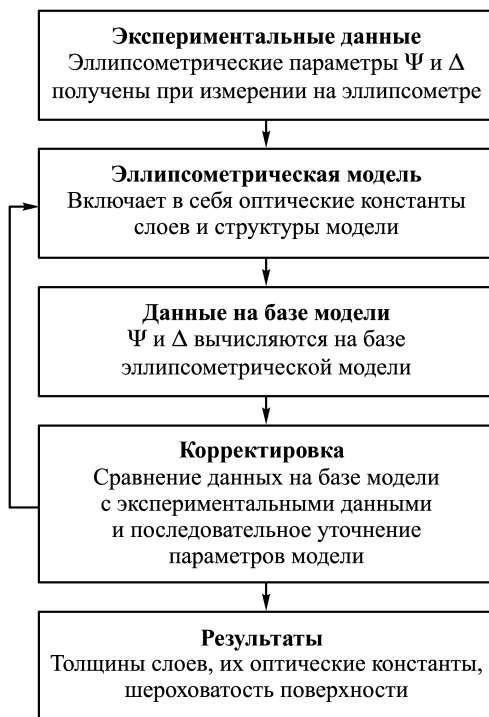 Экспериментальные данные
Эллипсометрические параметры Ψ и Δ
получены при измерении на эллипсометре
Эллипсометрическая модель
Включает в себя оптические константы
слоев и структуры модели
Данные на базе модели
Ψ и Δ вычисляются на базе
эллипсометрической модели
Корректировка
Сравнение данных на базе модели
с экспериментальными данными
и последовательное уточнение
параметров модели
Результаты
Толщины слоев, их оптические константы,
шероховатость поверхности